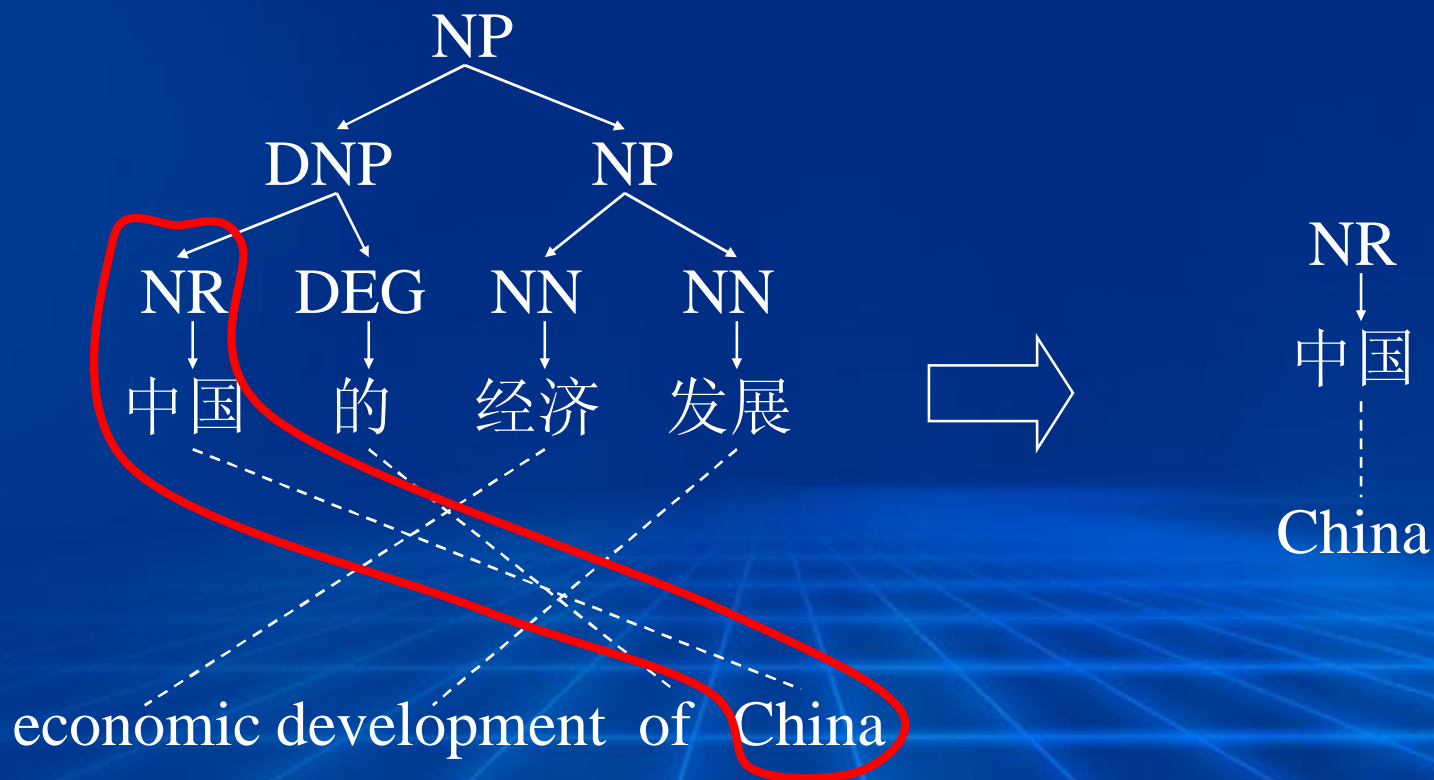 NP
DNP NP
NR DEG NN NN
中国 的 经济 发展
economic development of China
NR
中国
China